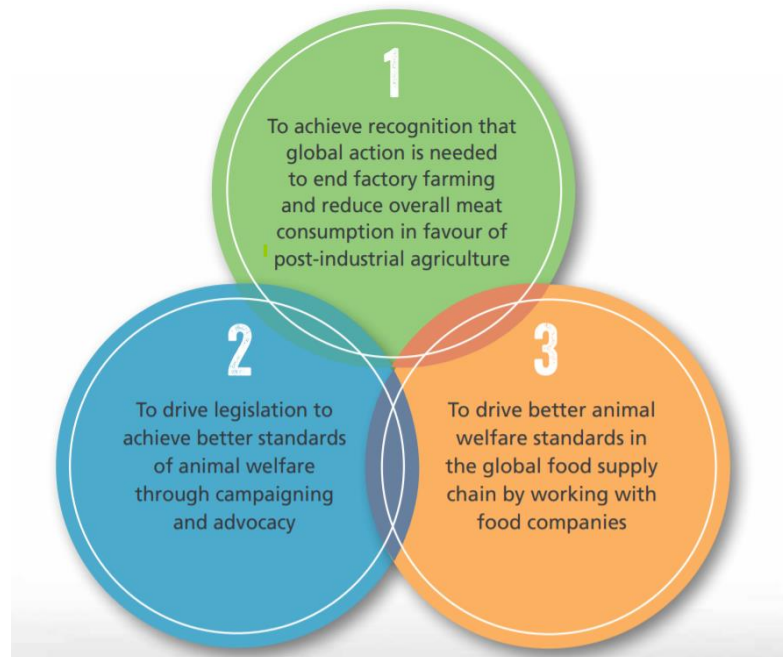 1
To achieve recognition that
global action is needed
to end factory farming
and reduce overall meat
consumption in favour of
post-industrial agriculture
2
To drive legislation to
achieve better standards
of animal welfare
through campaigning
and advocacy
3
To drive better animal
welfare standards in
the global food supply
chain by working with
food companies